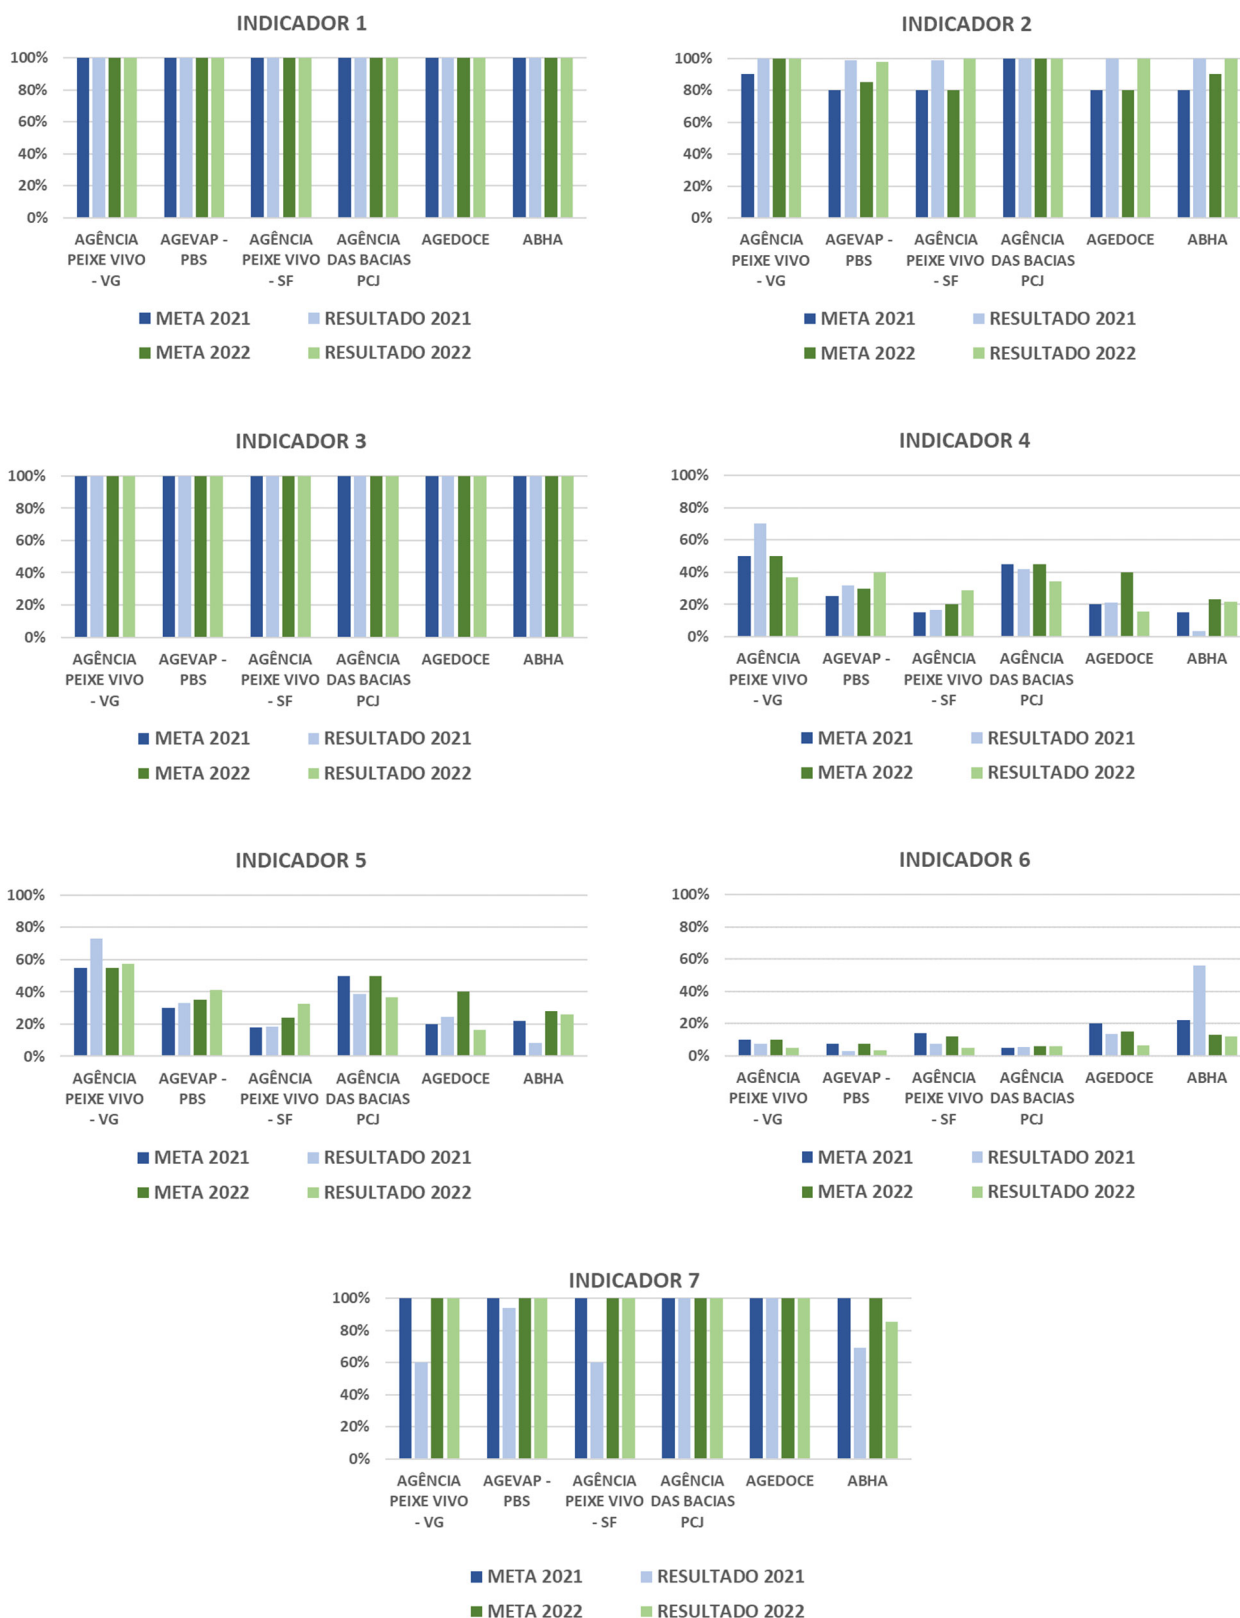 INDICADOR 1
100%
80%
60%
40%
20%
0%
AGÊNCIA PEIXE VIVO - VG
AGEVAP - PBS
AGÊNCIA PEIXE VIVO - SF
AGÊNCIA DAS BACIAS PCJ
AGEDOCE
ABHA
META 2021
RESULTADO 2021
META 2022
RESULTADO 2022
INDICADOR 2
100%
80%
60%
40%
20%
0%
AGÊNCIA PEIXE VIVO - VG
AGEVAP - PBS
AGÊNCIA PEIXE VIVO - SF
AGÊNCIA DAS BACIAS PCJ
AGEDOCE
ABHA
META 2021
RESULTADO 2021
META 2022
RESULTADO 2022
INDICADOR 3
100%
80%
60%
40%
20%
0%
AGÊNCIA PEIXE VIVO - VG
AGEVAP - PBS
AGÊNCIA PEIXE VIVO - SF
AGÊNCIA DAS BACIAS PCJ
AGEDOCE
ABHA
META 2021
RESULTADO 2021
META 2022
RESULTADO 2022
INDICADOR 4
100%
80%
60%
40%
20%
0%
AGÊNCIA PEIXE VIVO - VG
AGEVAP - PBS
AGÊNCIA PEIXE VIVO - SF
AGÊNCIA DAS BACIAS PCJ
AGEDOCE
ABHA
META 2021
RESULTADO 2021
META 2022
RESULTADO 2022
INDICADOR 5
100%
80%
60%
40%
20%
0%
AGÊNCIA PEIXE VIVO - VG
AGEVAP - PBS
AGÊNCIA PEIXE VIVO - SF
AGÊNCIA DAS BACIAS PCJ
AGEDOCE
ABHA
META 2021
RESULTADO 2021
META 2022
RESULTADO 2022
INDICADOR 6
100%
80%
60%
40%
20%
0%
AGÊNCIA PEIXE VIVO - VG
AGEVAP - PBS
AGÊNCIA PEIXE VIVO - SF
AGÊNCIA DAS BACIAS PCJ
AGEDOCE
ABHA
META 2021
RESULTADO 2021
META 2022
RESULTADO 2022
INDICADOR 7
100%
80%
60%
40%
20%
0%
AGÊNCIA PEIXE VIVO - VG
AGEVAP - PBS
AGÊNCIA PEIXE VIVO - SF
AGÊNCIA DAS BACIAS PCJ
AGEDOCE
ABHA
META 2021
RESULTADO 2021
META 2022
RESULTADO 2022